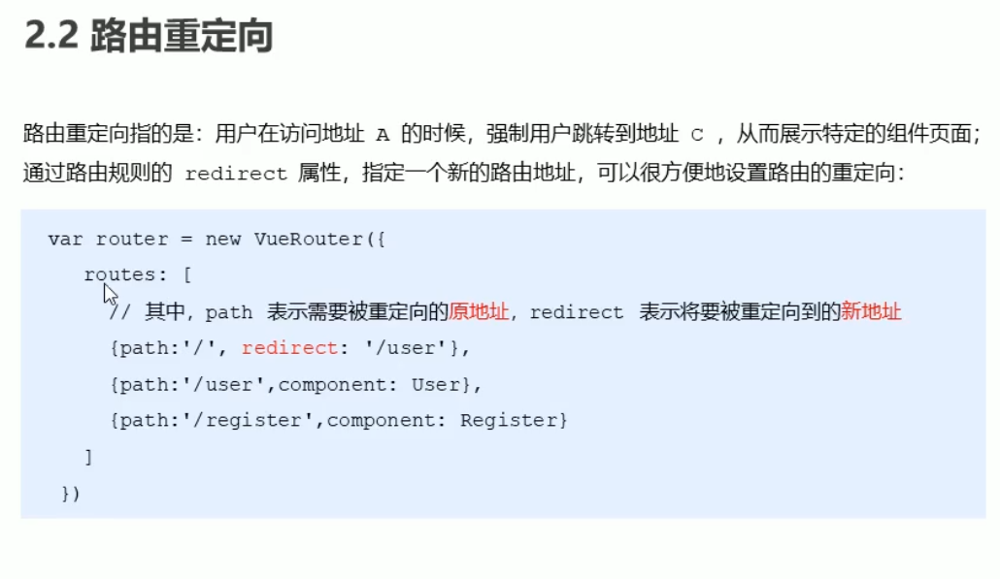 2.2 路由重定向
路由重定向指的是：用户在访问地址 A 的时候，强制用户跳转到地址 C ，从而展示特定的组件页面；
通过路由规则的 redirect 属性，指定一个新的路由地址，可以很方便地设置路由的重定向：
var router = new VueRouter({
routes: [
// 其中，path 表示需要被重定向的原地址，redirect 表示将要被重定向到的新地址
{path:'/', redirect: '/user'},
{path:'/user',component: User},
{path:'/register',component: Register}
]
})